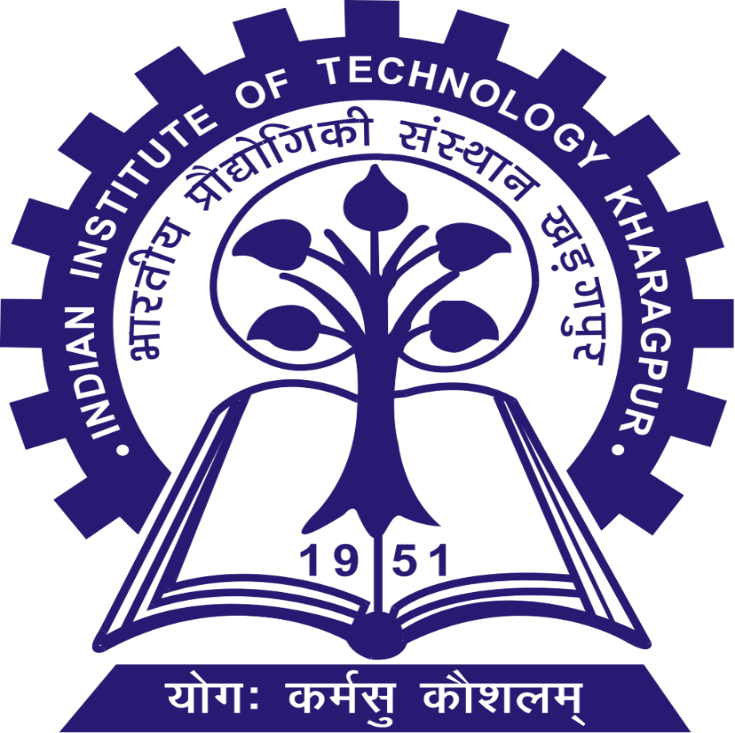 • INDIAN INSTITUTE OF TECHNOLOGY KHARAGPUR •
भारतीय प्रौद्योगिकी संस्थान खड़गपुर
1951
योगः कर्मसु कौशलम्